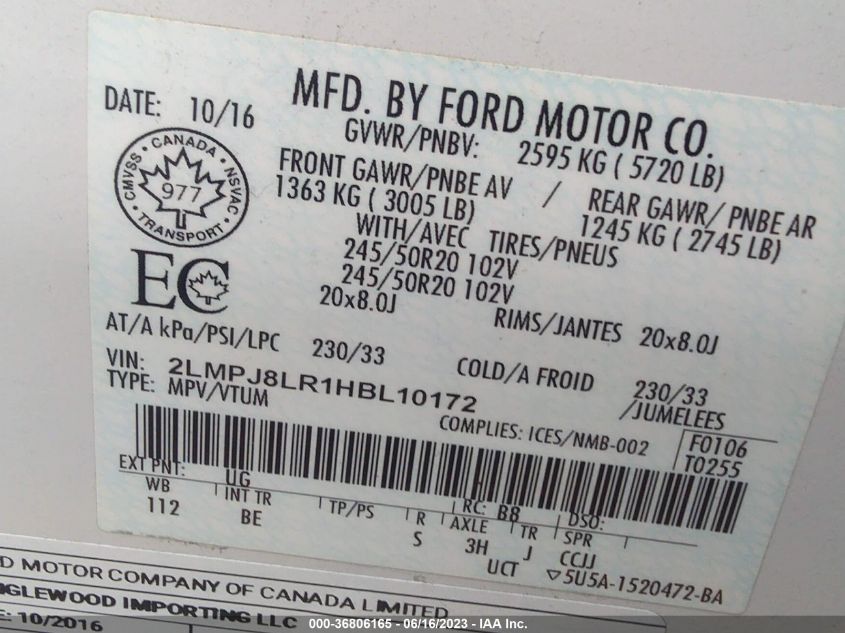 MFD. BY FORD MOTOR CO.
DATE: 10/16
GVWR/PNBV: 2595 KG ( 5720 LB)
FRONT GAWR/PNBE AV / REAR GAWR/ PNBE AR
1363 KG ( 3005 LB) 1245 KG ( 2745 LB)
CANADA
CMVSS
977
NSVAC
TRANSPORT
WITH/AVEC TIRES/PNEUS
245/50R20 102V
245/50R20 102V
EC
20x8.0J RIMS/JANTES 20x8.0J
AT/A kPa/PSI/LPC 230/33 COLD/A FROID 230/33
VIN: 2LMPJ8LR1HBL10172 /JUMELEES
TYPE: MPV/VTUM
COMPLIES: ICES/NMB-002 F0106
T0255
EXT PNT: UG RC: B8 DSO:
WB INT TR TP/PS R AXLE TR SPR
112 BE S 3H J CCJJ
UCT ▽5U5A-1520472-BA
D MOTOR COMPANY OF CANADA LIMITED
NGLEWOOD IMPORTING LLC
E: 10/2016
000-36806165 - 06/16/2023 - IAA Inc.